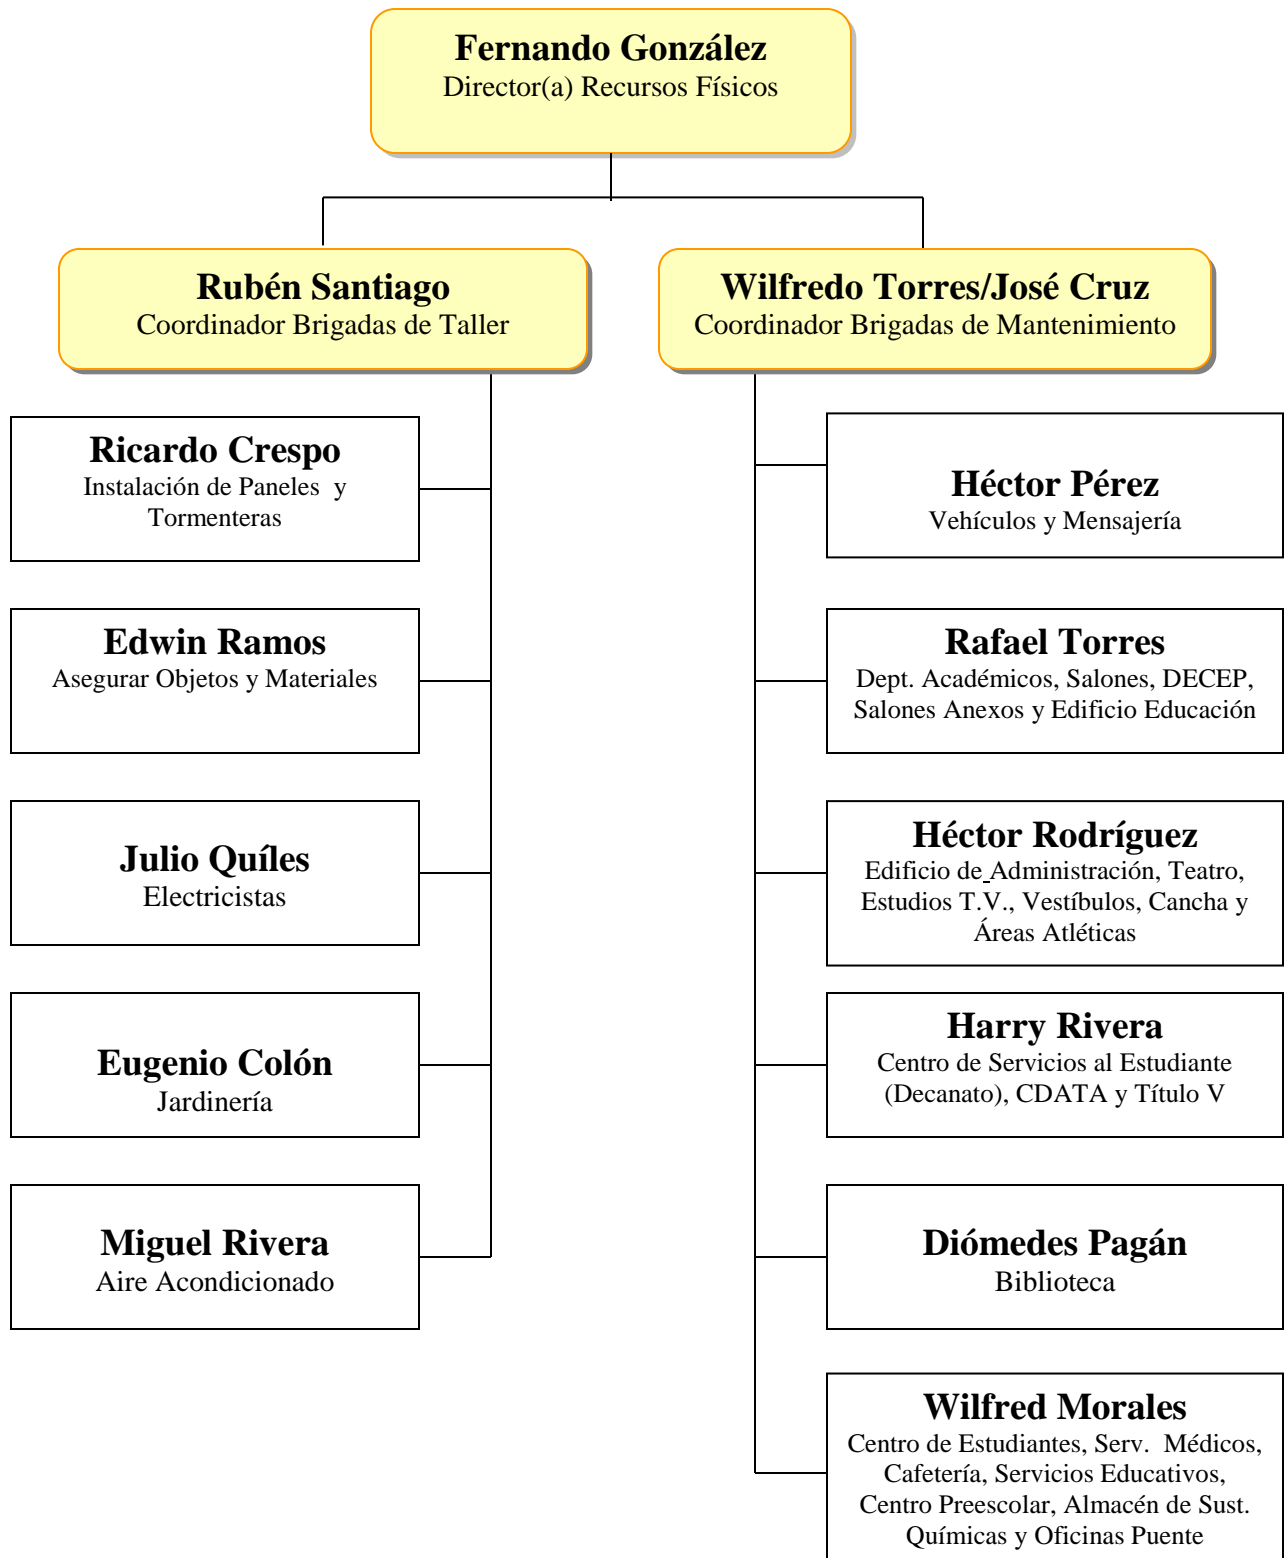 Fernando González
Director(a) Recursos Físicos
Rubén Santiago
Coordinador Brigadas de Taller
Wilfredo Torres/José Cruz
Coordinador Brigadas de Mantenimiento
Ricardo Crespo
Instalación de Paneles y
Tormenteras
Edwin Ramos
Asegurar Objetos y Materiales
Julio Quíles
Electricistas
Eugenio Colón
Jardinería
Miguel Rivera
Aire Acondicionado
Héctor Pérez
Vehículos y Mensajería
Rafael Torres
Dept. Académicos, Salones, DECEP,
Salones Anexos y Edificio Educación
Héctor Rodríguez
Edificio de Administración, Teatro,
Estudios T.V., Vestíbulos, Cancha y
Áreas Atléticas
Harry Rivera
Centro de Servicios al Estudiante
(Decanato), CDATA y Título V
Diómedes Pagán
Biblioteca
Wilfred Morales
Centro de Estudiantes, Serv. Médicos,
Cafetería, Servicios Educativos,
Centro Preescolar, Almacén de Sust.
Químicas y Oficinas Puente